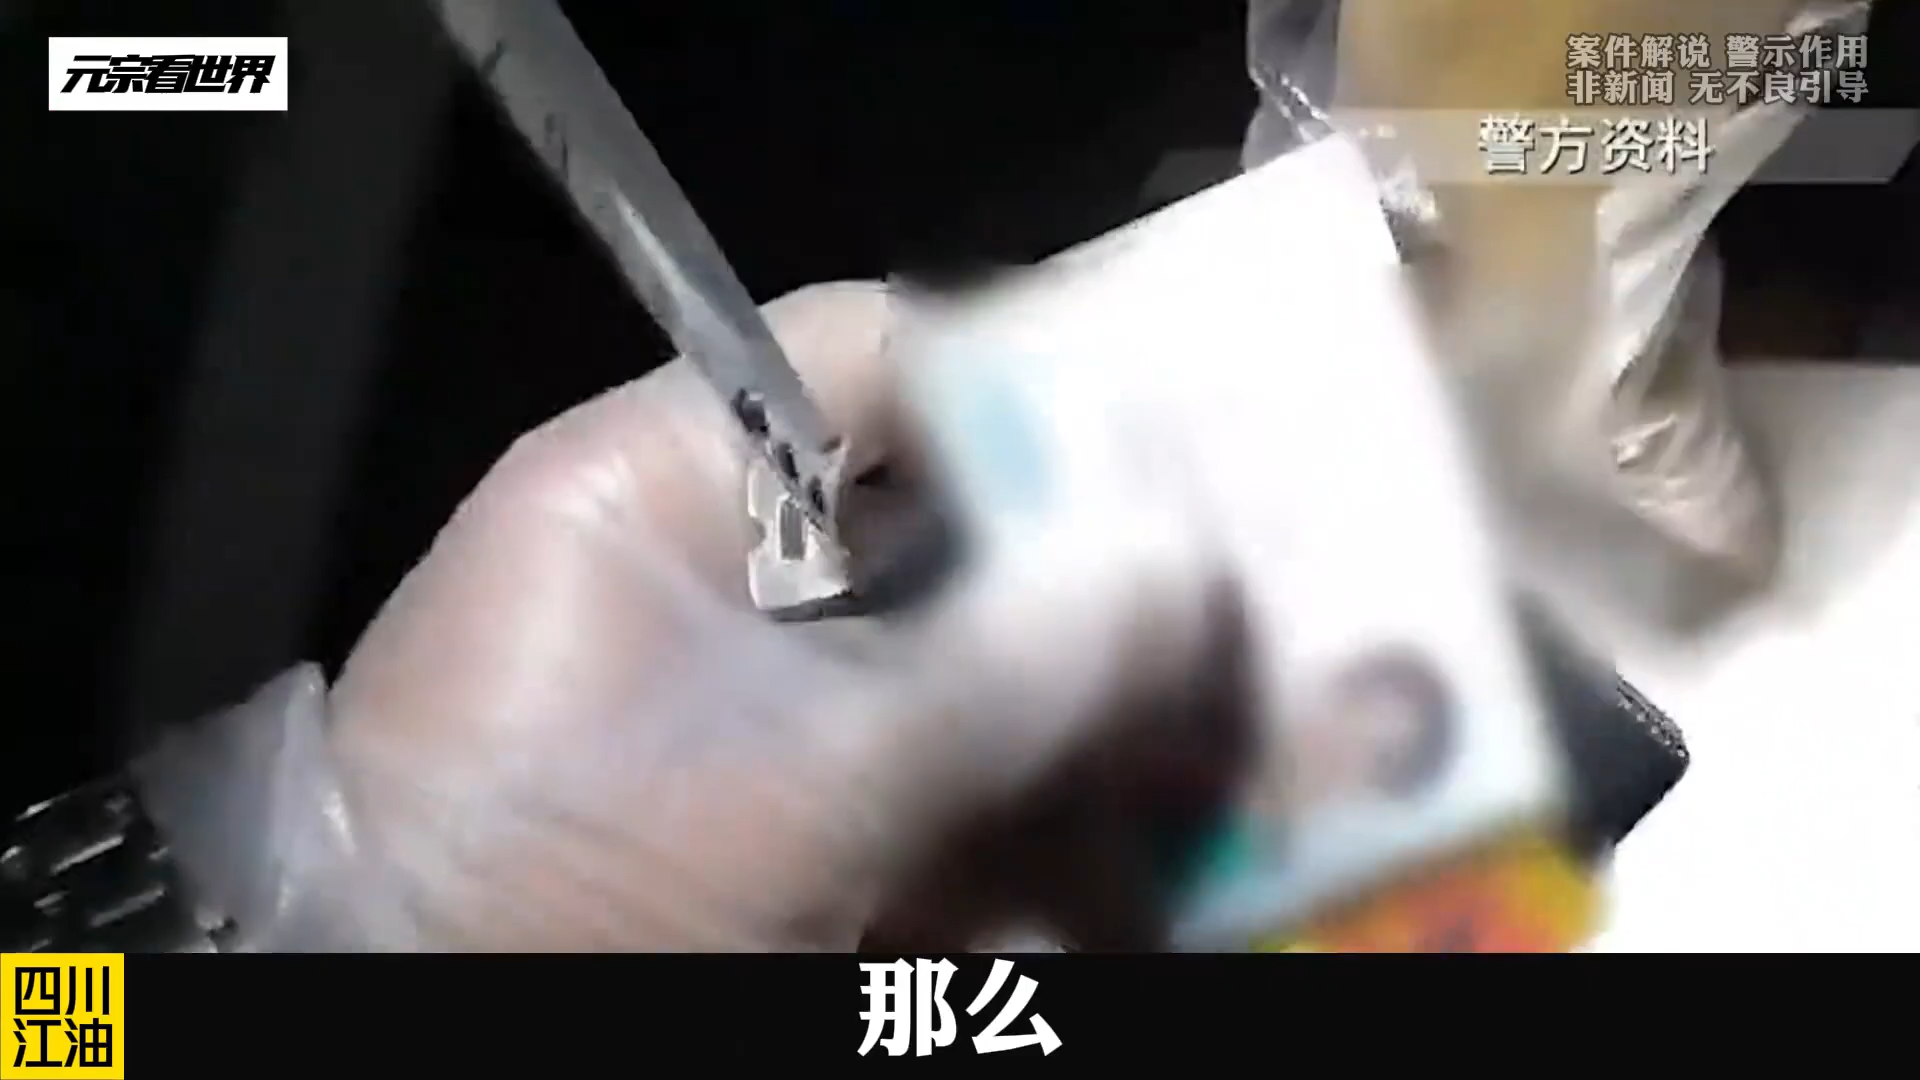 元宗看世界
案件解说 警示作用
非新闻 无不良引导
警方资料
四川
江油
那么